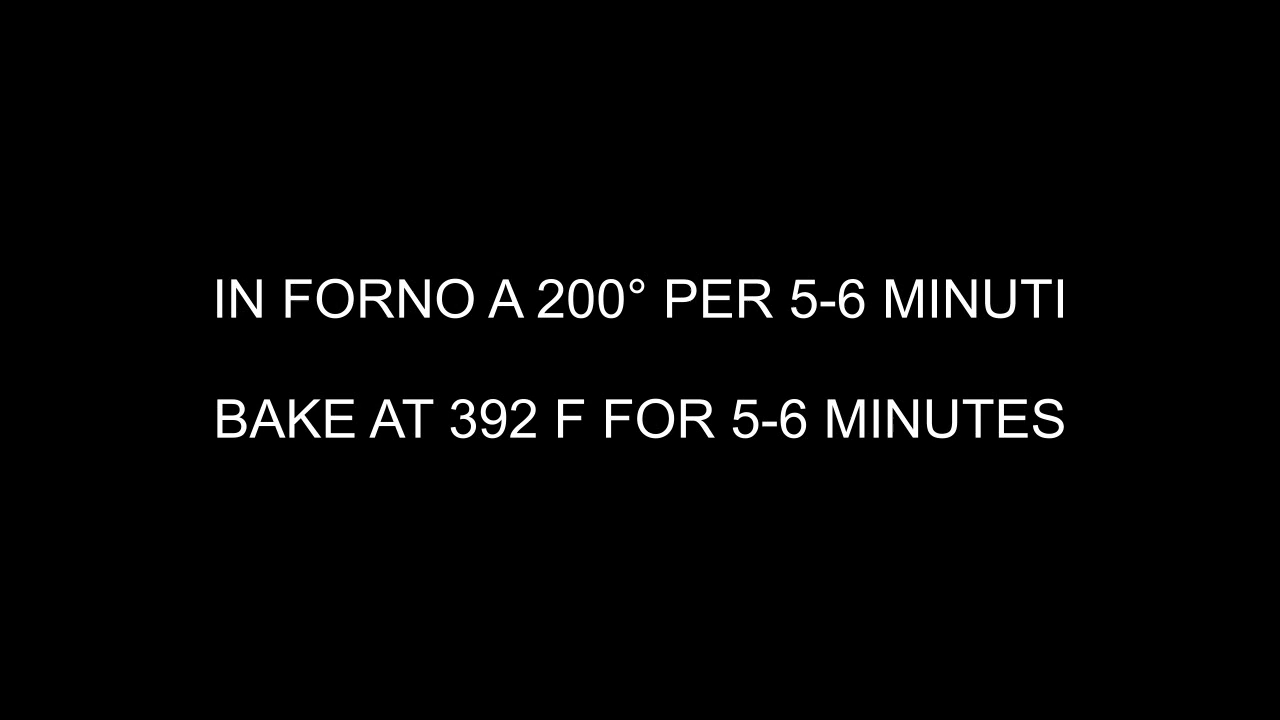 IN FORNO A 200° PER 5-6 MINUTI
BAKE AT 392 F FOR 5-6 MINUTES